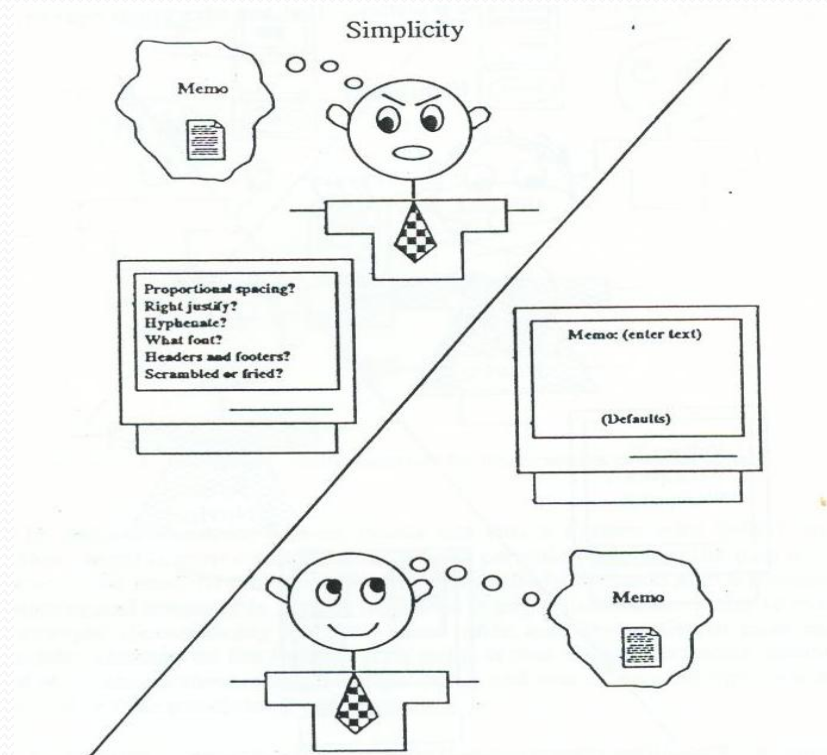 Simplicity
Memo
Proportional spacing?
Right justify?
Hyphenate?
What font?
Headers and footers?
Scrambled or fried?
Memo: (enter text)
(Defaults)
Memo